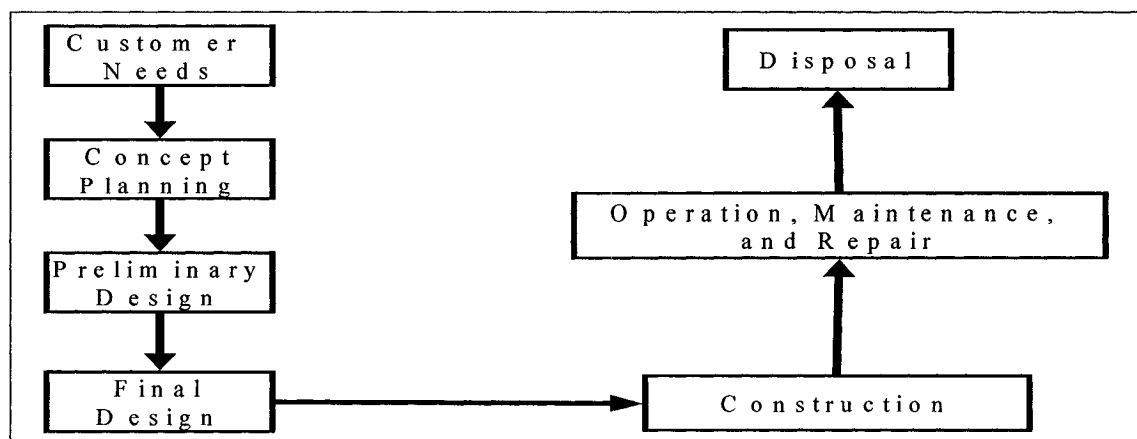 Customer
Needs
Concept
Planning
Preliminary
Design
Final
Design
Disposal
Operation, Maintenance,
and Repair
Construction